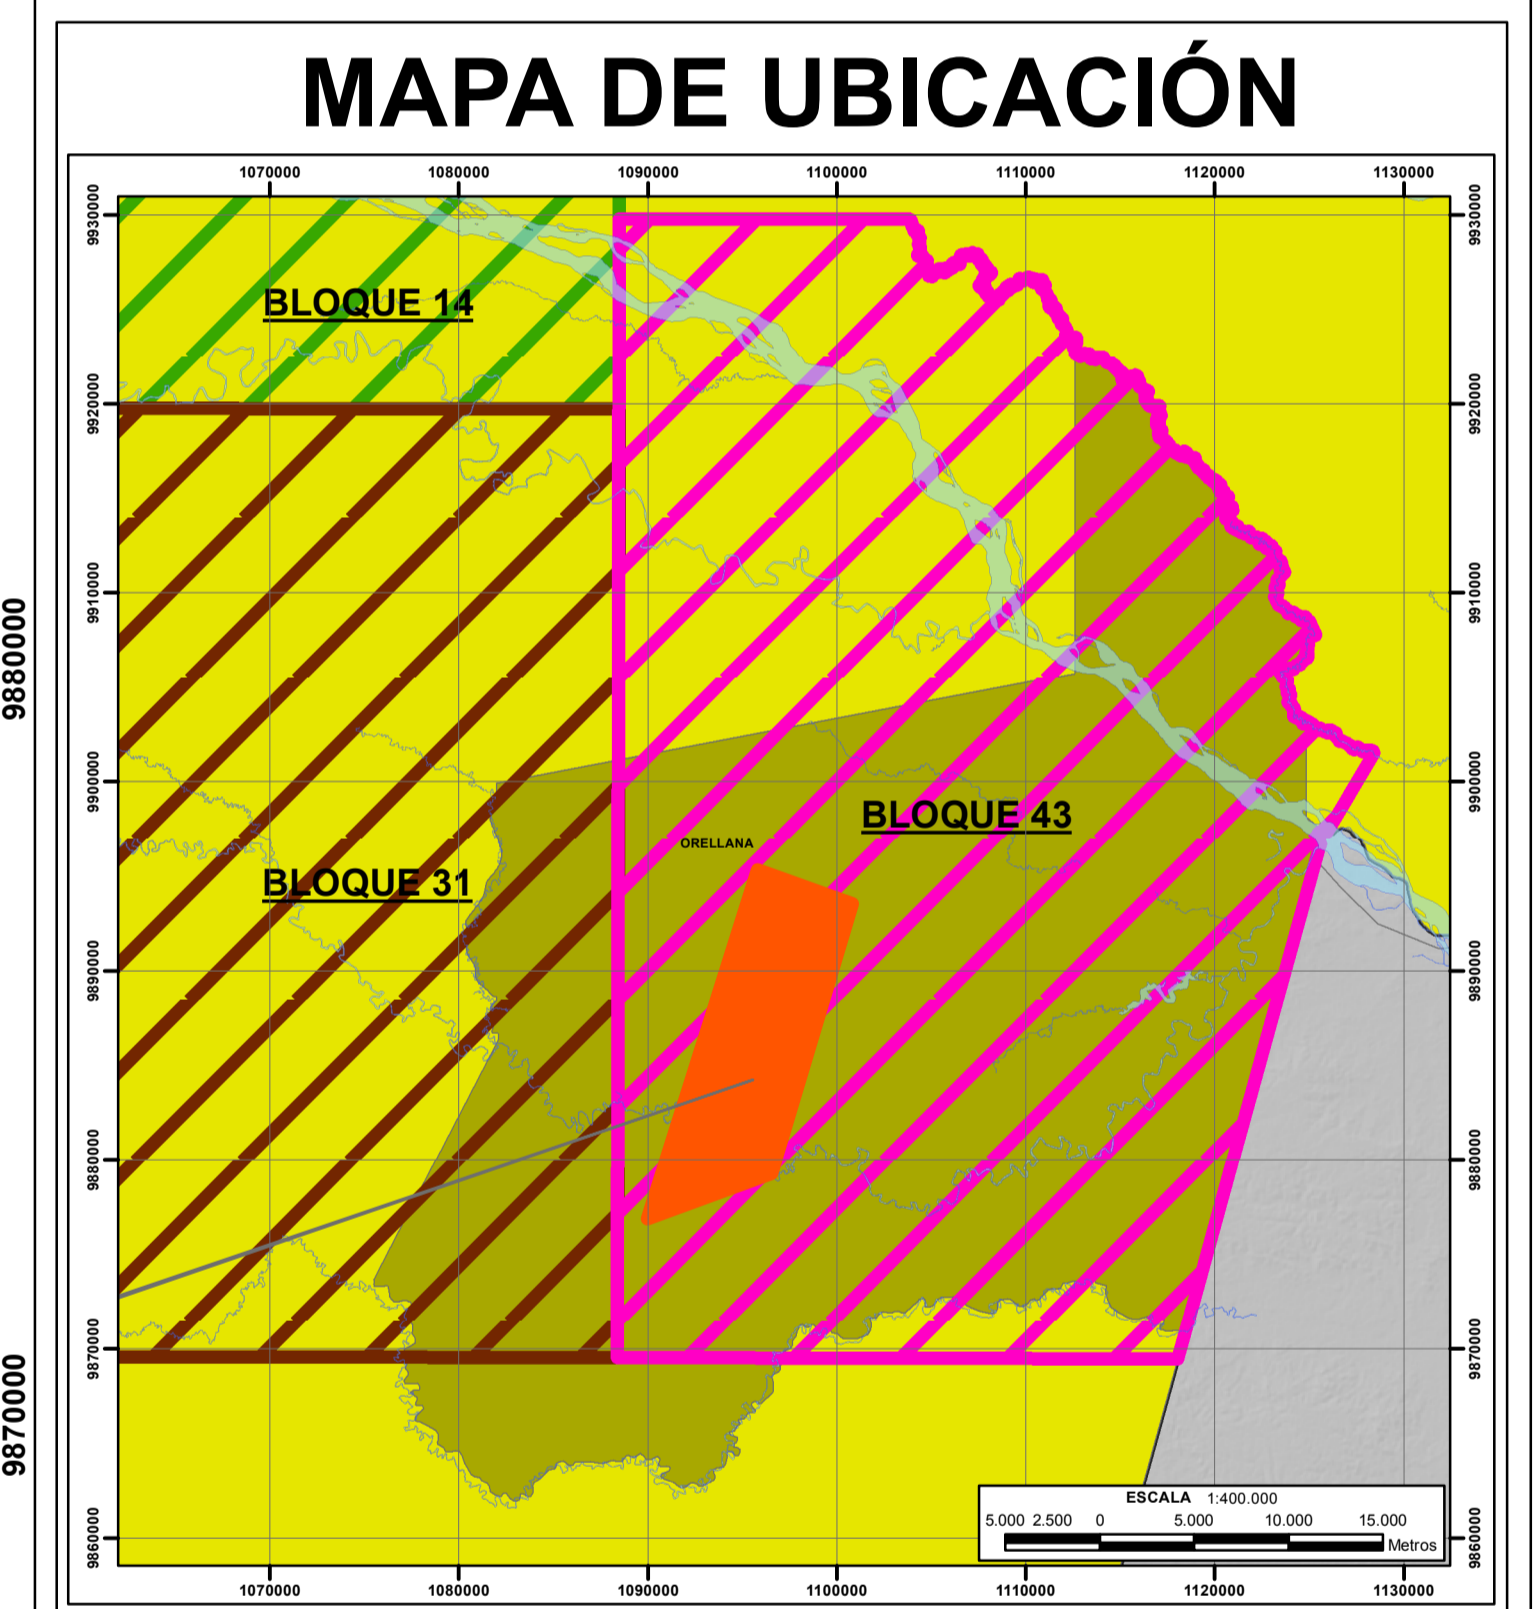 MAPA DE UBICACIÓN
1070000 1080000 1090000 1100000 1110000 1120000 1130000
9930000 9930000
BLOQUE 14
9920000 9920000
9910000 9910000
9880000
9900000 9900000
BLOQUE 43
ORELLANA
BLOQUE 31
9890000 9890000
9880000 9880000
9870000 9870000
9870000
ESCALA 1:400.000
5.000 2.500 0 5.000 10.000 15.000
Metros
9860000 9860000
1070000 1080000 1090000 1100000 1110000 1120000 1130000